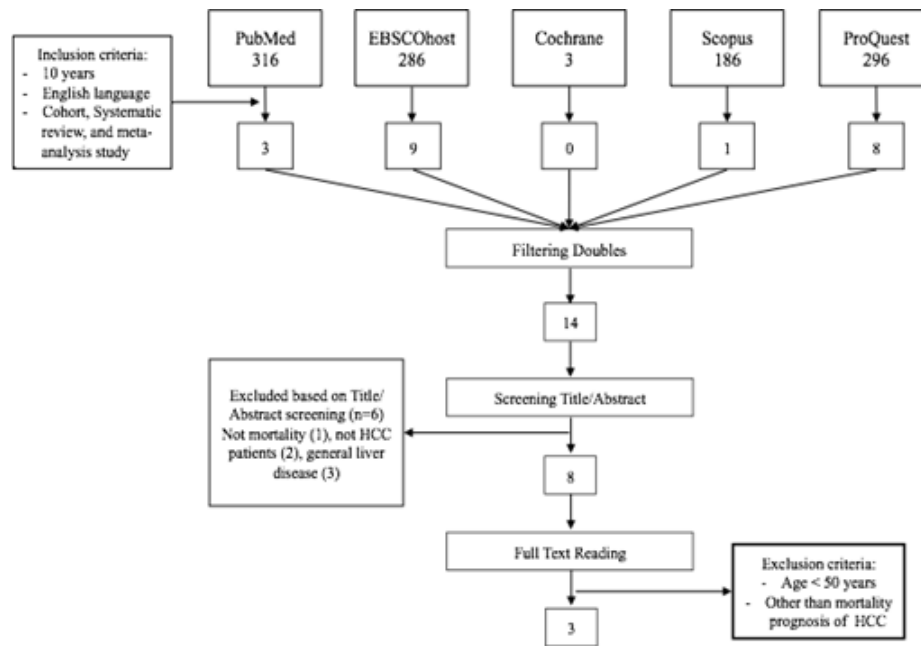 PubMed
316
EBSCOhost
286
Cochrane
3
Scopus
186
ProQuest
296
Inclusion criteria:
- 10 years
- English language
- Cohort, Systematic
review, and meta-
analysis study
3
9
0
1
8
Filtering Doubles
14
Screening Title/Abstract
Excluded based on Title/
Abstract screening (n=6)
Not mortality (1), not HCC
patients (2), general liver
disease (3)
8
Full Text Reading
Exclusion criteria:
- Age < 50 years
- Other than mortality
prognosis of HCC
3